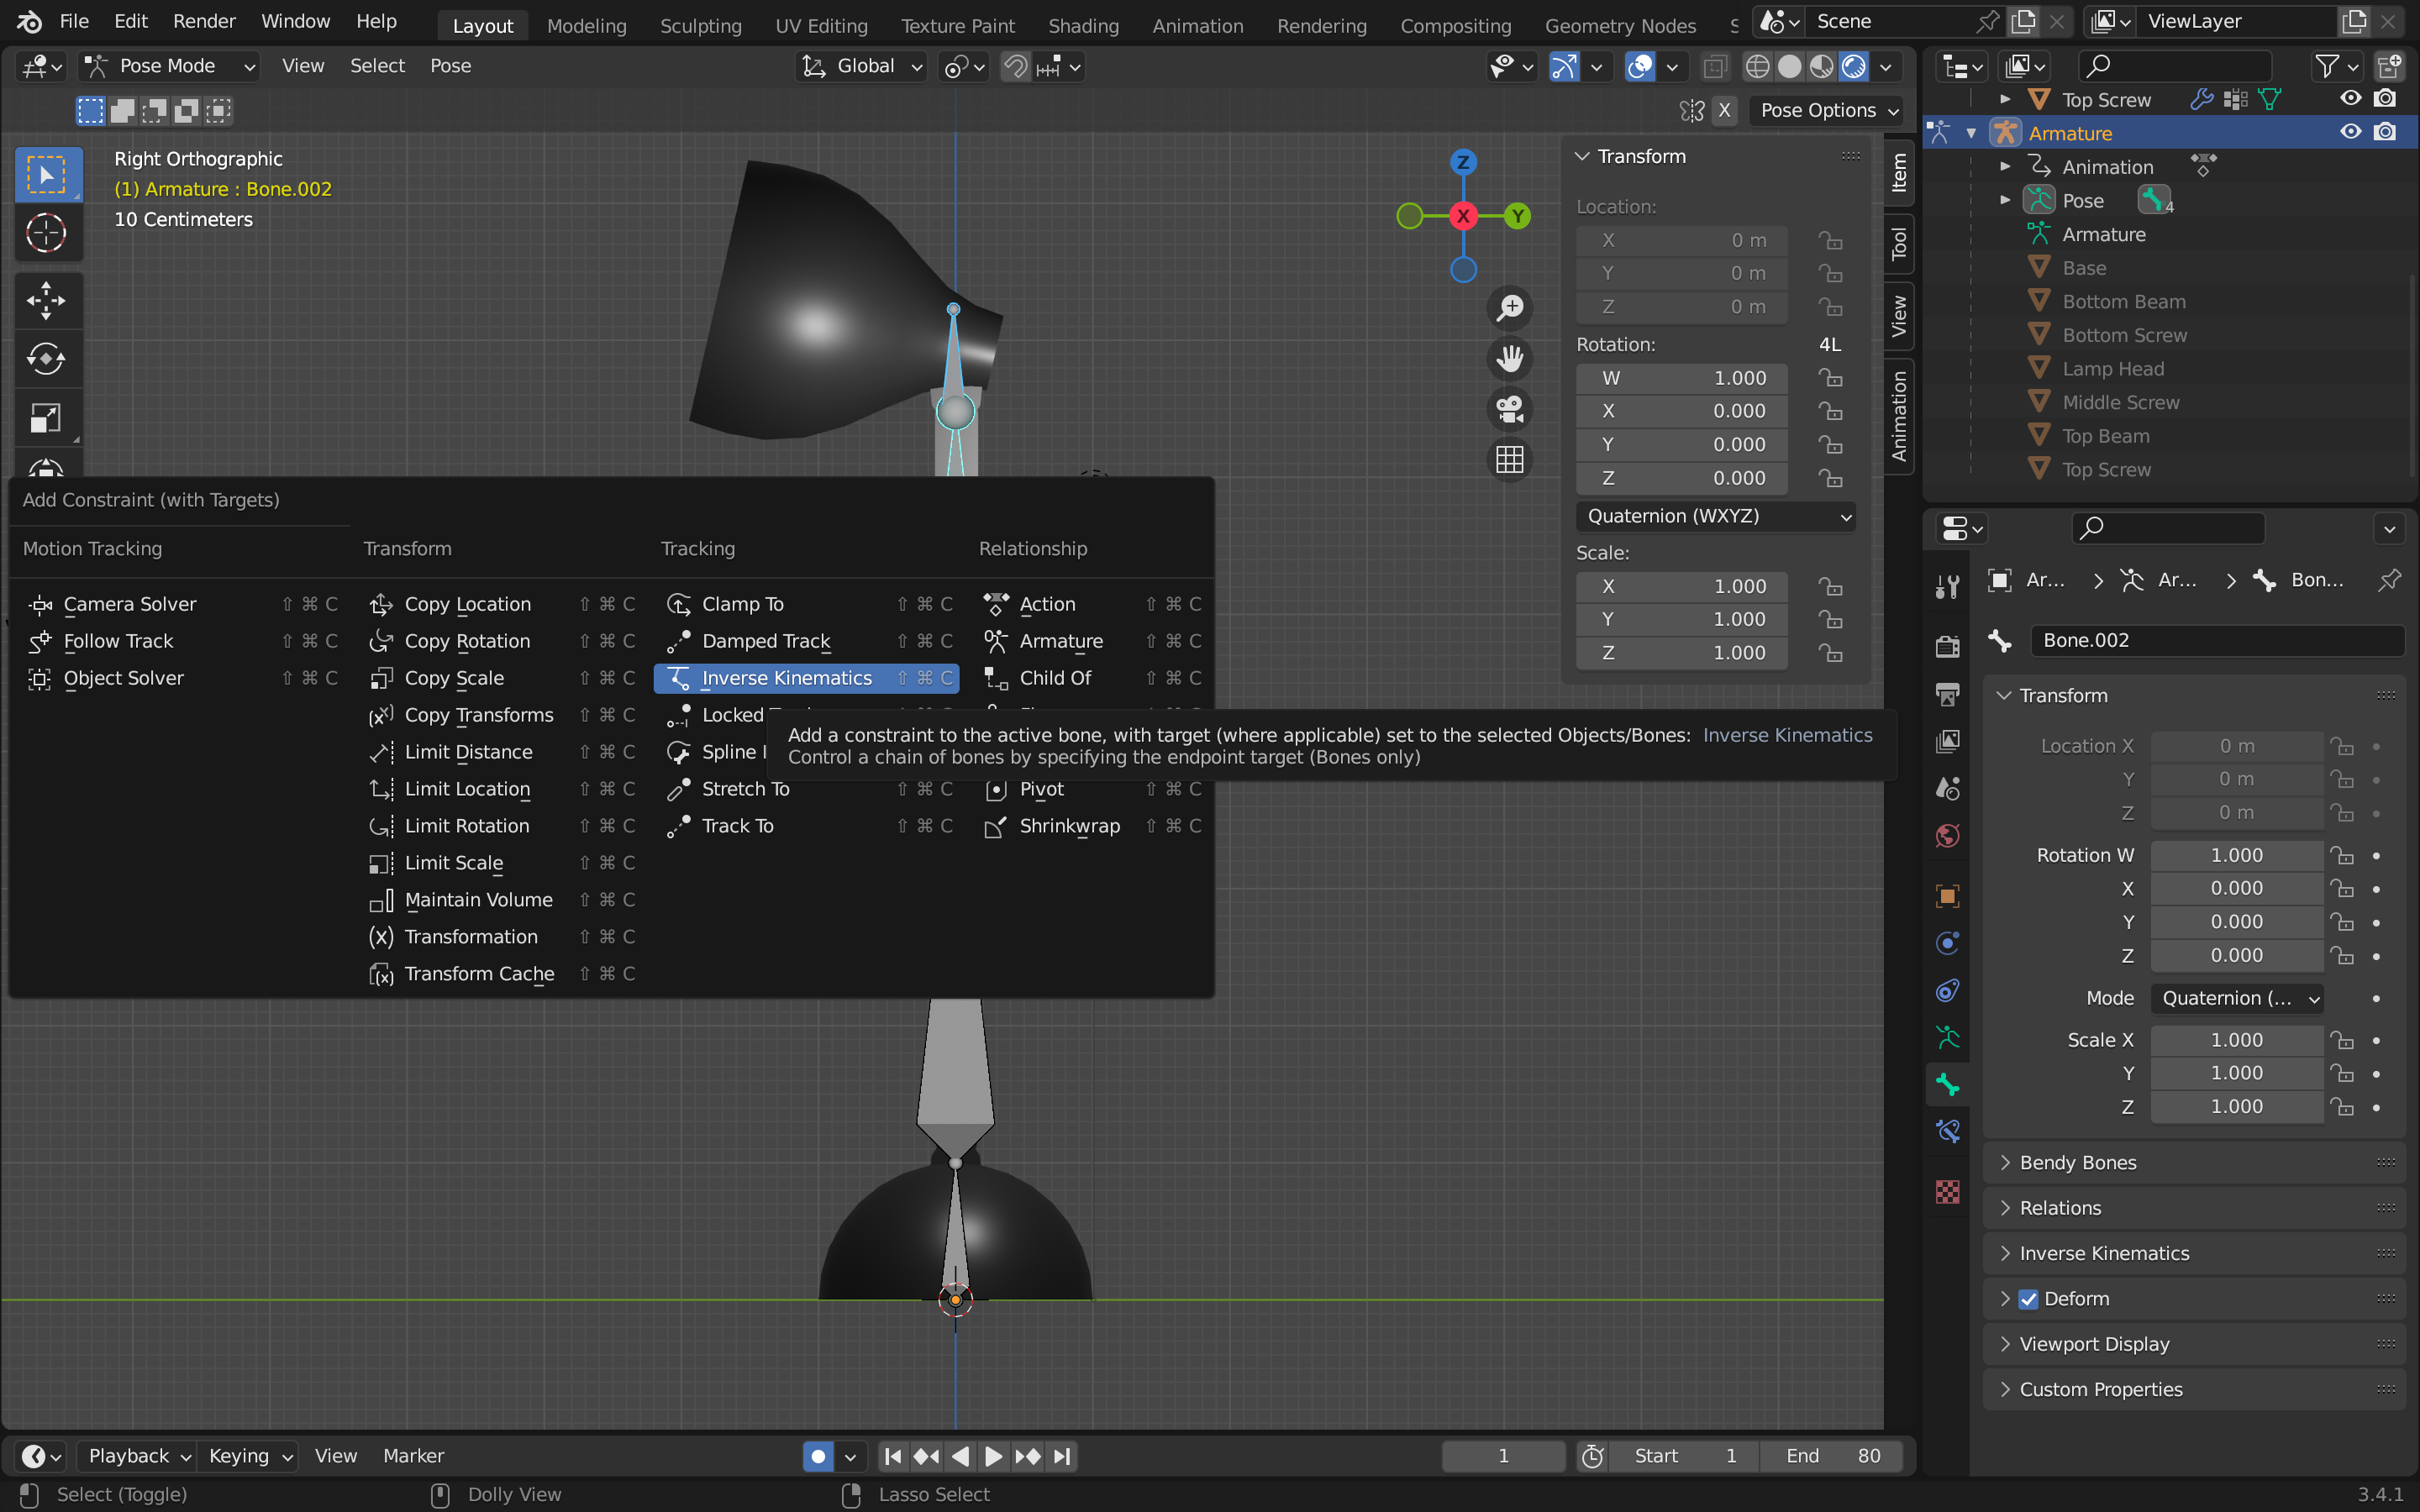 File Edit Render Window Help Layout Modeling Sculpting UV Editing Texture Paint Shading Animation Rendering Compositing Geometry Nodes Scene ViewLayer
Pose Mode View Select Pose Global
X Pose Options
Right Orthographic
(1) Armature : Bone.002
10 Centimeters
Z
X
Y
Transform
Location:
X 0 m
Y 0 m
Z 0 m
Rotation: 4L
W 1.000
X 0.000
Y 0.000
Z 0.000
Quaternion (WXYZ)
Scale:
X 1.000
Y 1.000
Z 1.000
Item
Tool
View
Animation
Top Screw
Armature
Animation
Pose 4
Armature
Base
Bottom Beam
Bottom Screw
Lamp Head
Middle Screw
Top Beam
Top Screw
Add Constraint (with Targets)
Motion Tracking
Camera Solver ⇧ ⌘ C
Follow Track ⇧ ⌘ C
Object Solver ⇧ ⌘ C
Transform
Copy Location ⇧ ⌘ C
Copy Rotation ⇧ ⌘ C
Copy Scale ⇧ ⌘ C
Copy Transforms ⇧ ⌘ C
Limit Distance ⇧ ⌘ C
Limit Location ⇧ ⌘ C
Limit Rotation ⇧ ⌘ C
Limit Scale ⇧ ⌘ C
Maintain Volume ⇧ ⌘ C
Transformation ⇧ ⌘ C
Transform Cache ⇧ ⌘ C
Tracking
Clamp To ⇧ ⌘ C
Damped Track ⇧ ⌘ C
Inverse Kinematics ⇧ ⌘ C
Locked
Spline
Stretch To ⇧ ⌘ C
Track To ⇧ ⌘ C
Relationship
Action ⇧ ⌘ C
Armature ⇧ ⌘ C
Child Of ⇧ ⌘ C
Pivot ⇧ ⌘ C
Shrinkwrap ⇧ ⌘ C
Add a constraint to the active bone, with target (where applicable) set to the selected Objects/Bones: Inverse Kinematics
Control a chain of bones by specifying the endpoint target (Bones only)
Ar... Ar... Bon...
Bone.002
Transform
Location X 0 m
Y 0 m
Z 0 m
Rotation W 1.000
X 0.000
Y 0.000
Z 0.000
Mode Quaternion (...
Scale X 1.000
Y 1.000
Z 1.000
Bendy Bones
Relations
Inverse Kinematics
Deform
Viewport Display
Custom Properties
Playback Keying View Marker 1 Start 1 End 80
Select (Toggle) Dolly View Lasso Select 3.4.1